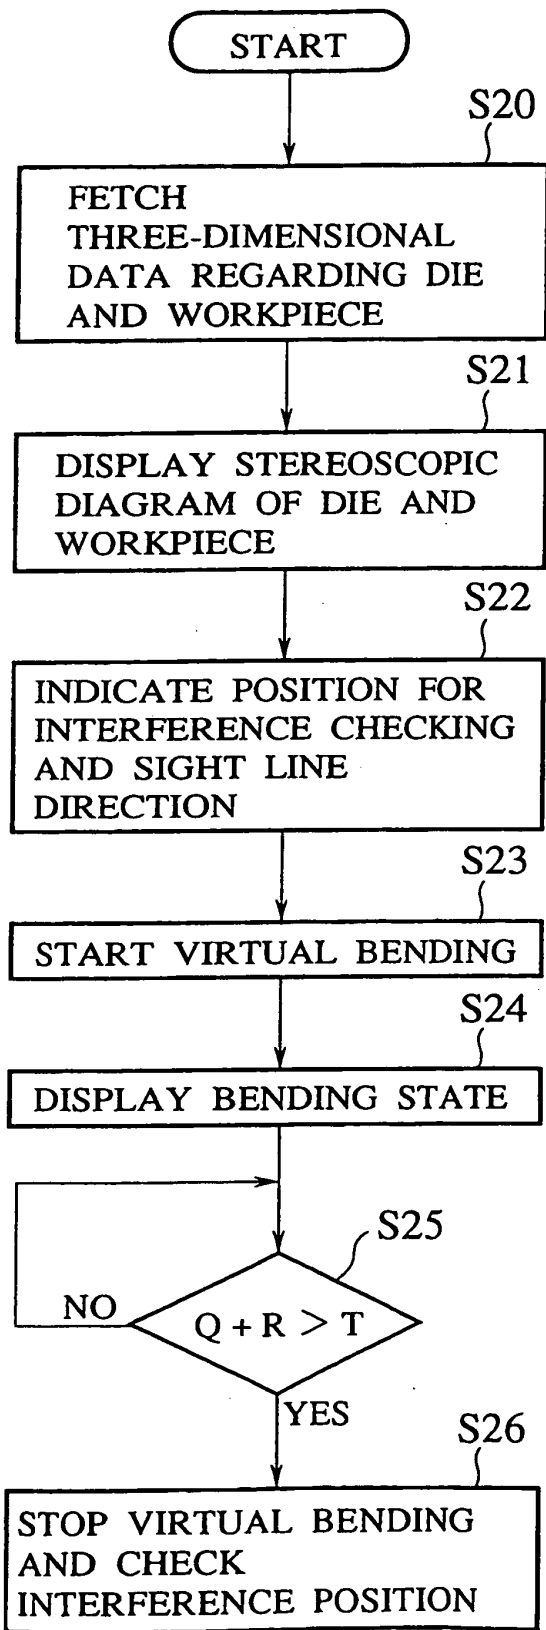 START
S20
FETCH
THREE-DIMENSIONAL
DATA REGARDING DIE
AND WORKPIECE
S21
DISPLAY STEREOSCOPIC
DIAGRAM OF DIE AND
WORKPIECE
S22
INDICATE POSITION FOR
INTERFERENCE CHECKING
AND SIGHT LINE
DIRECTION
S23
START VIRTUAL BENDING
S24
DISPLAY BENDING STATE
S25
NO
Q + R > T
YES
S26
STOP VIRTUAL BENDING
AND CHECK
INTERFERENCE POSITION